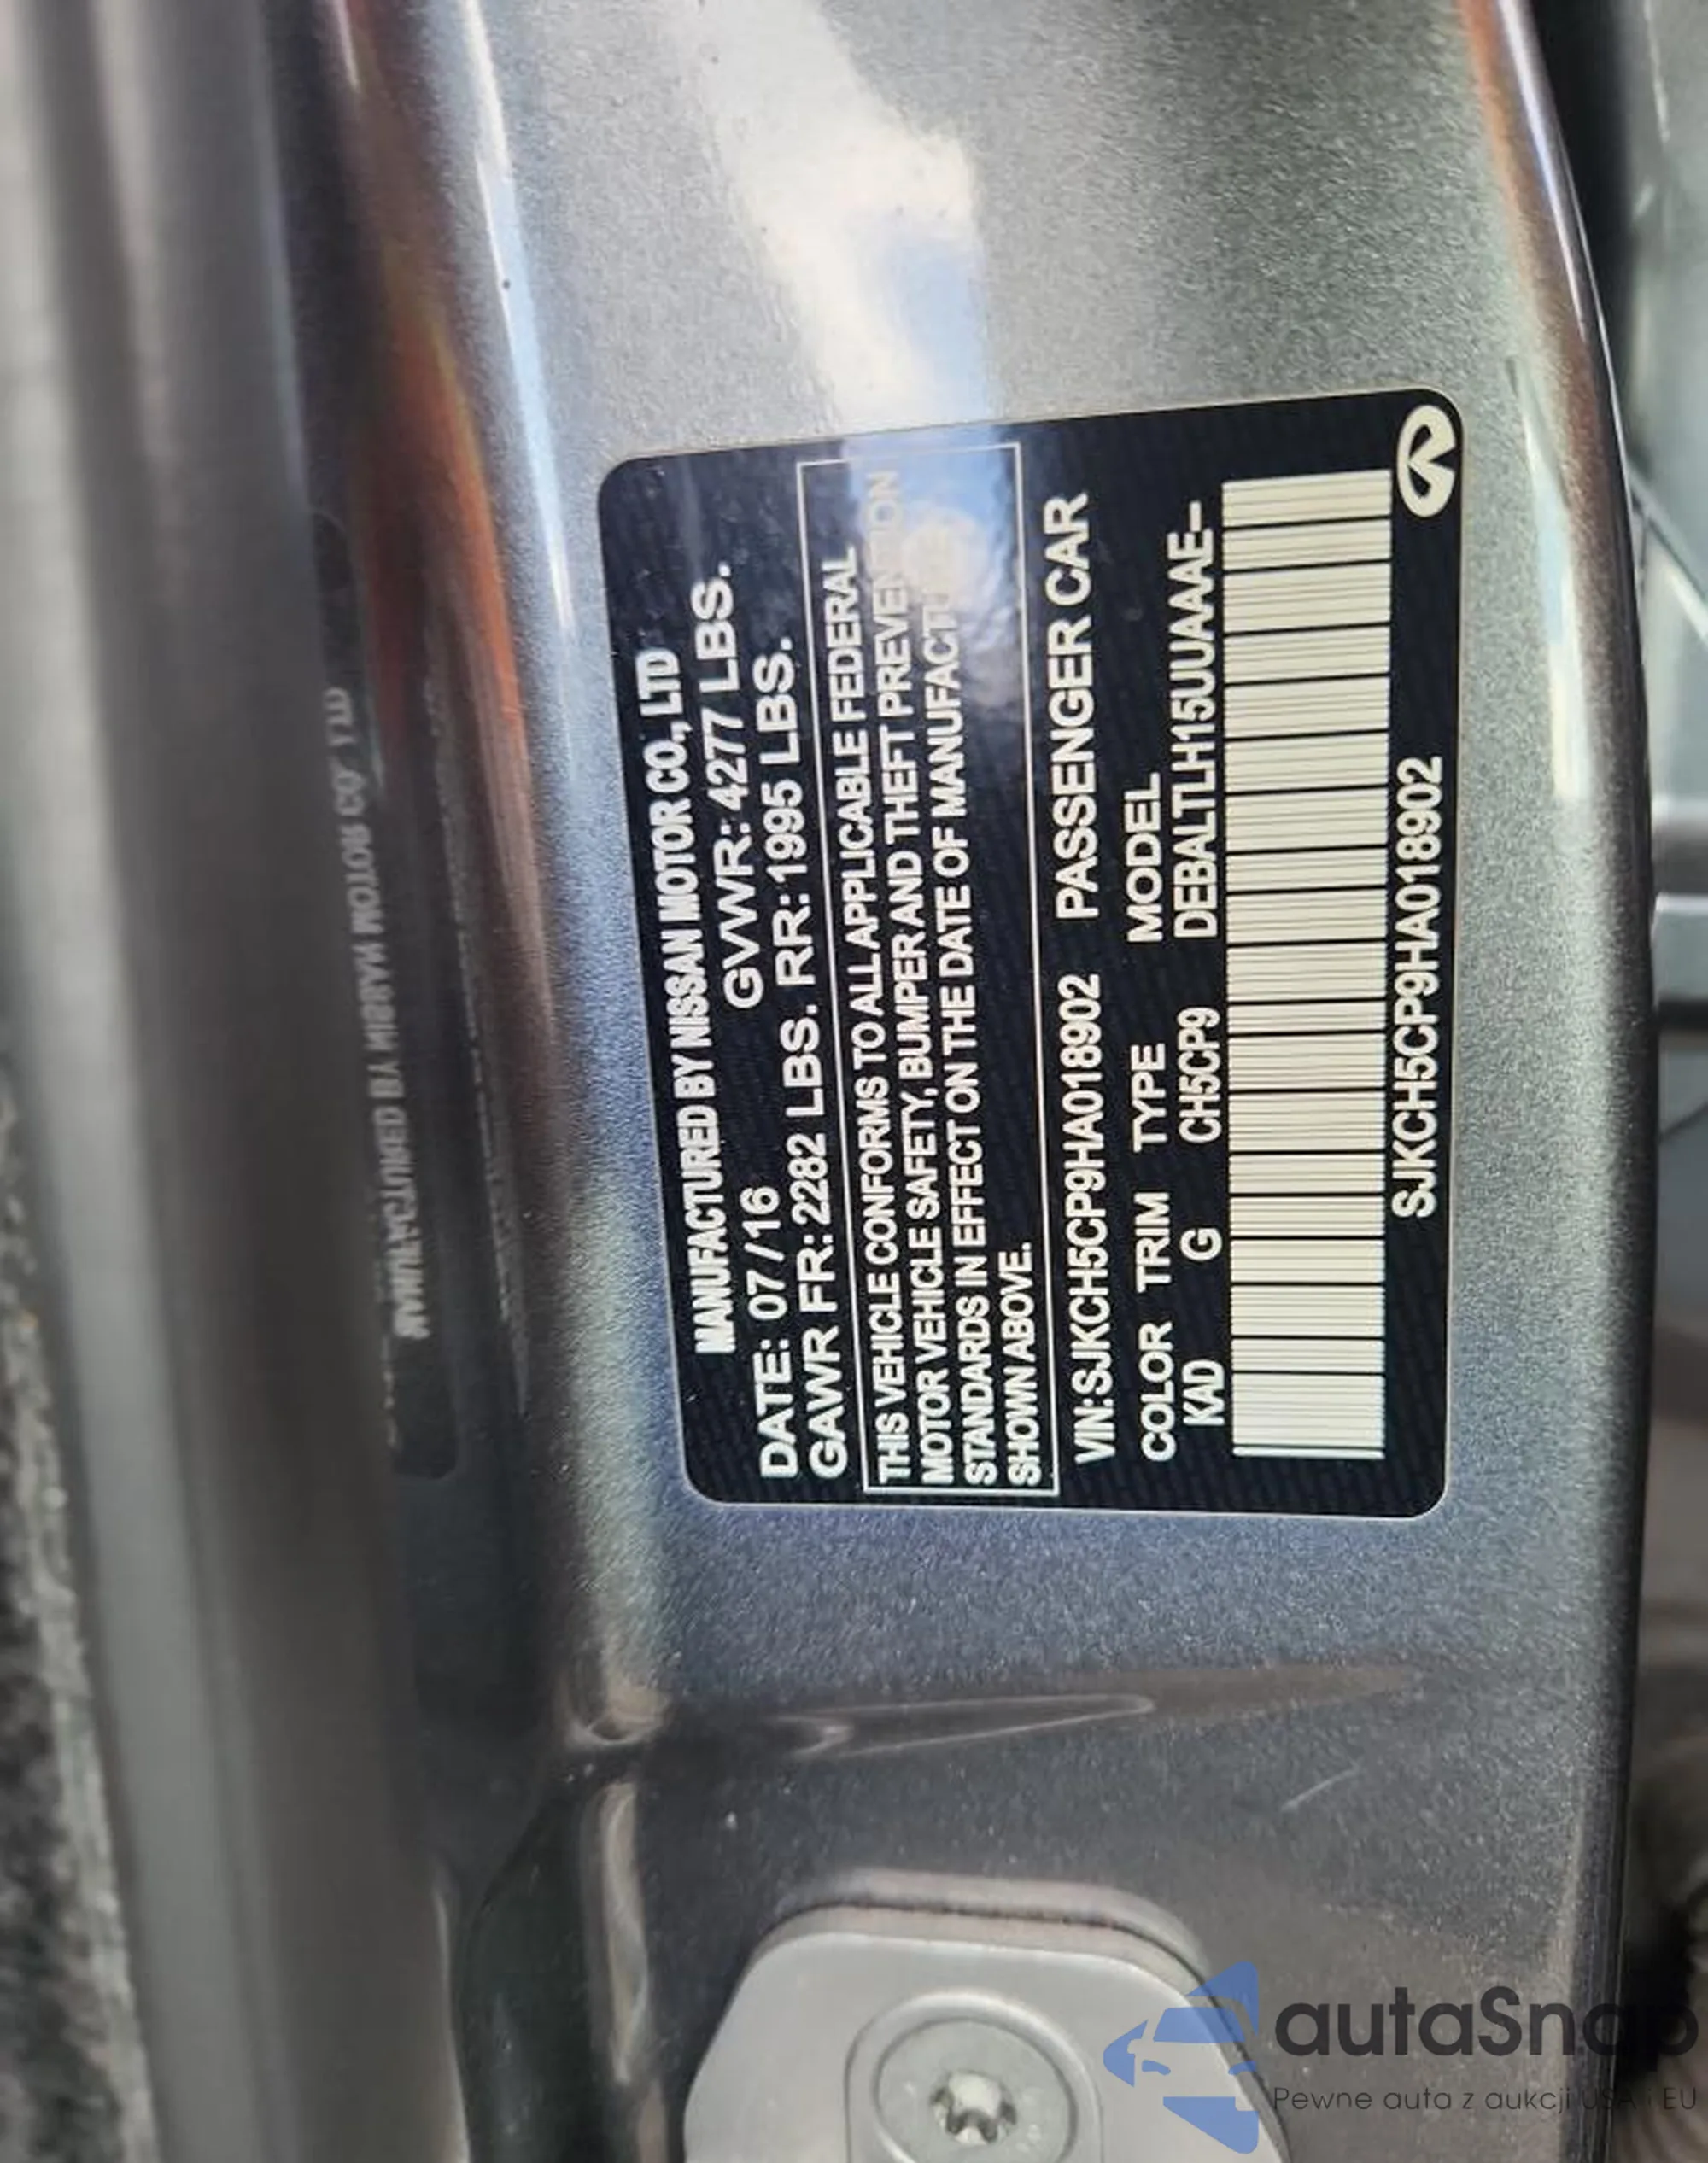 MANUFACTURED BY NISSAN MOTOR CO., LTD
DATE: 07/16 GVWR: 4277 LBS.
GAWR FR: 2282 LBS. RR: 1995 LBS.
THIS VEHICLE CONFORMS TO ALL APPLICABLE FEDERAL
MOTOR VEHICLE SAFETY, BUMPER AND THEFT PREVENTION
STANDARDS IN EFFECT ON THE DATE OF MANUFACTURE
SHOWN ABOVE.
VIN: SJKCH5CP9HA018902 PASSENGER CAR
COLOR TRIM TYPE MODEL
KAD G CH5CP9 DEBALTLH15UUAAAE-
SJKCH5CP9HA018902
autaSnap
Pewne auta z aukcji USA i EU